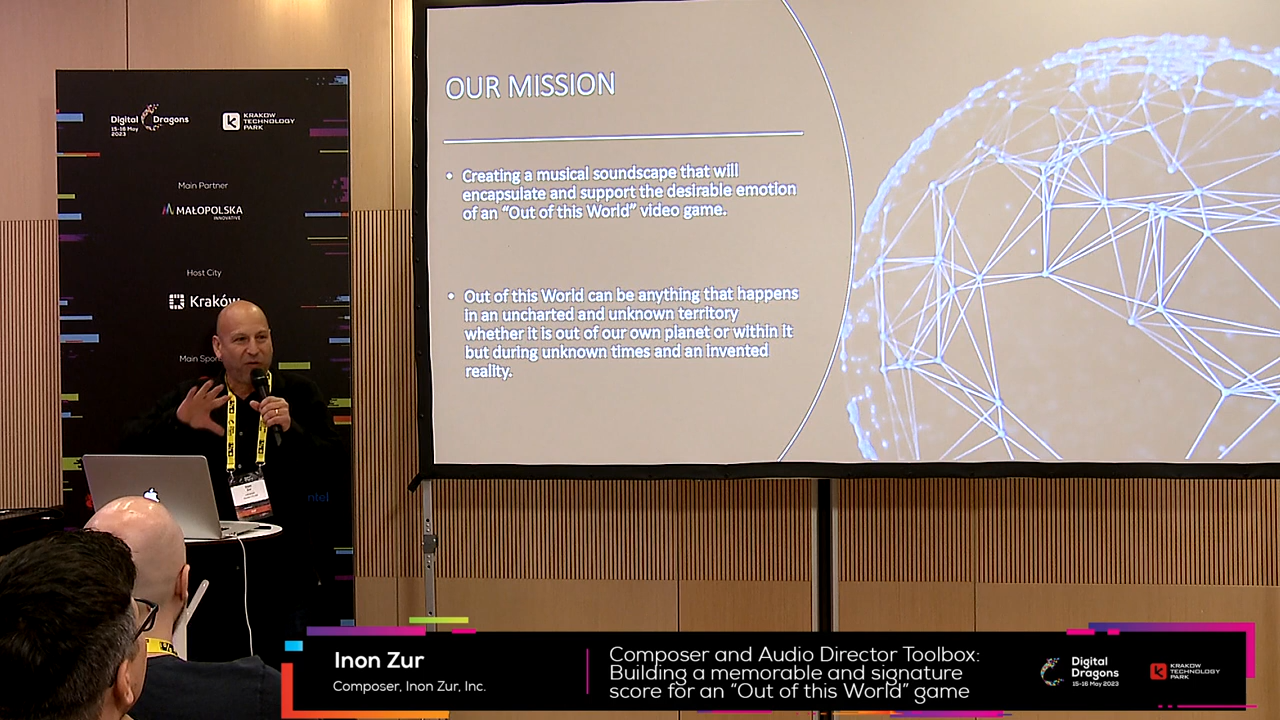 Digital Dragons
15-16 May
2023
KRAKOW
TECHNOLOGY
PARK
Main Partner
MAŁOPOLSKA
INNOVATIVE
Host City
Kraków
Main
OUR MISSION
• Creating a musical soundscape that will
encapsulate and support the desirable emotion
of an “Out of this World” video game.
• Out of this World can be anything that happens
in an uncharted and unknown territory
whether it is out of our own planet or within it
but during unknown times and an invented
reality.
Inon Zur
Composer, Inon Zur, Inc.
Composer and Audio Director Toolbox:
Building a memorable and signature
score for an “Out of this World” game
Digital
Dragons
15-16 May 2023
KRAKOW
TECHNOLOGY
PARK